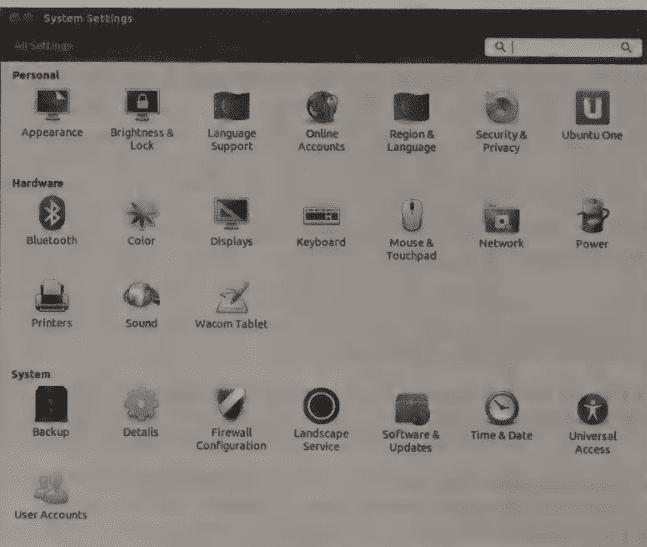 System Settings
All Settings
Personal
Appearance
Brightness &
Lock
Language
Support
Online
Accounts
Region &
Language
Security &
Privacy
Ubuntu One
Hardware
Bluetooth
Color
Displays
Keyboard
Mouse &
Touchpad
Network
Power
Printers
Sound
Wacom Tablet
System
Backup
Details
Firewall
Configuration
Landscape
Service
Software &
Updates
Time & Date
Universal
Access
User Accounts